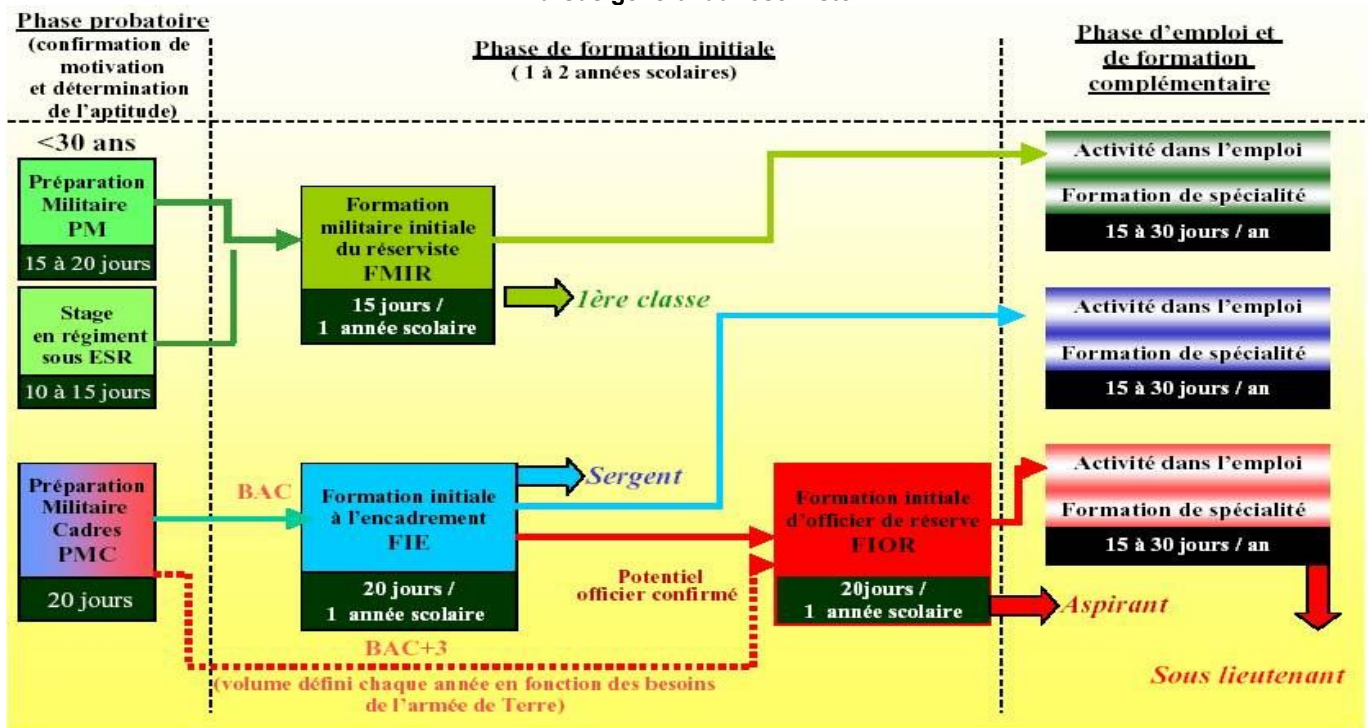 Phase probatoire
(confirmation de
motivation
et détermination
de l'aptitude)
Phase de formation initiale
( 1 à 2 années scolaires)
Phase d'emploi et
de formation
complémentaire
<30 ans
Préparation
Militaire
PM
15 à 20 jours
Stage
en régiment
sous ESR
10 à 15 jours
Formation
militaire initiale
du réserviste
FMIR
15 jours /
1 année scolaire
1ère classe
Activité dans l'emploi
Formation de spécialité
15 à 30 jours / an
Activité dans l'emploi
Formation de spécialité
15 à 30 jours / an
Préparation
Militaire
Cadres
PMC
20 jours
BAC
Formation initiale
à l'encadrement
FIE
20 jours /
1 année scolaire
Sergent
BAC+3
(volume défini chaque année en fonction des besoins
de l'armée de Terre)
Potentiel
officier confirmé
Formation initiale
d'officier de réserve
FIOR
20jours /
1 année scolaire
Aspirant
Activité dans l'emploi
Formation de spécialité
15 à 30 jours / an
Sous lieutenant